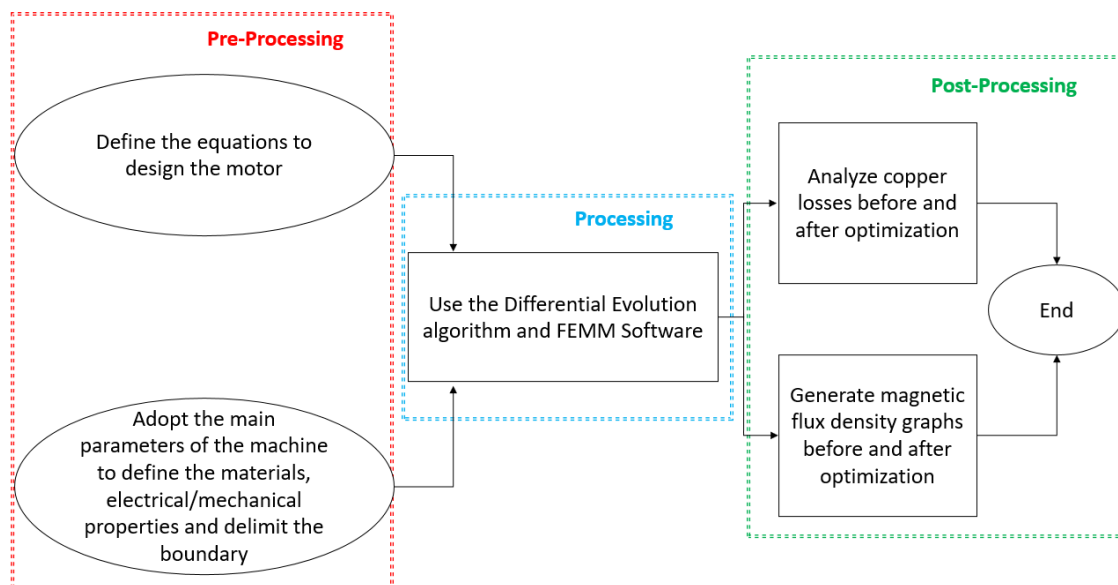 Pre-Processing
Define the equations to
design the motor
Adopt the main
parameters of the machine
to define the materials,
electrical/mechanical
properties and delimit the
boundary
Processing
Use the Differential Evolution
algorithm and FEMM Software
Post-Processing
Analyze copper
losses before and
after optimization
Generate magnetic
flux density graphs
before and after
optimization
End